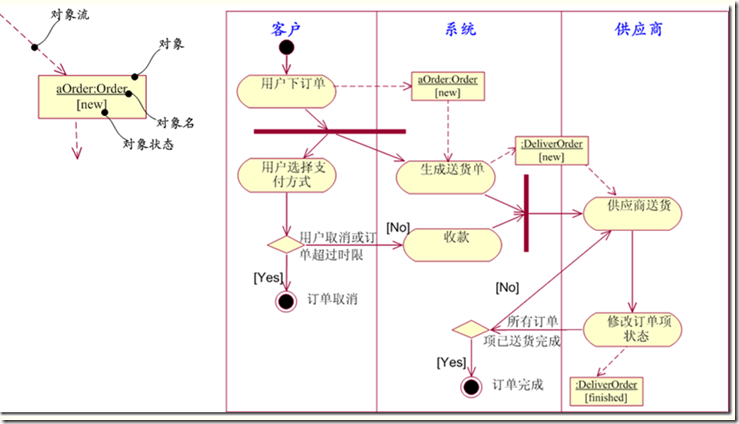 对象流
对象
aOrder:Order
[new]
对象名
对象状态
客户
系统
供应商
用户下订单
aOrder:Order
[new]
:DeliverOrder
[new]
用户选择支
付方式
生成送货单
供应商送货
[No]
用户取消或订
单超过时限
收款
[Yes]
订单取消
[No]
所有订单
项已送货完成
修改订单项
状态
[Yes]
订单完成
:DeliverOrder
[finished]